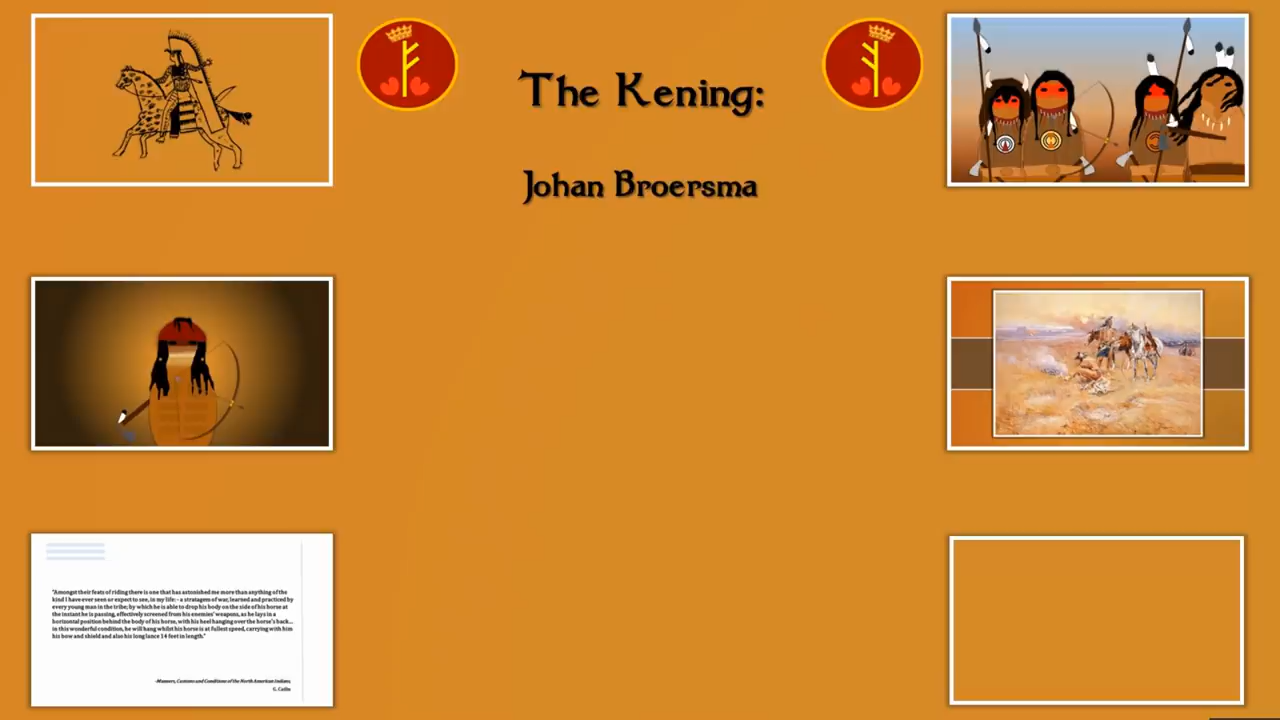 The Kening:
Johan Broersma
"Amongst their feats of riding there is one that has astonished me more than anything of the
kind I have ever seen or expect to see, in my life: - a stratagem of war, learned and practiced by
every young man in the tribe; by which he is able to drop his body on the side of his horse at
the instant he is passing, effectively screened from his enemies' weapons, as he lays in a
horizontal position behind the body of his horse, with his heel hanging over the horse's back...
in this wonderful condition, he will hang whilst his horse is at fullest speed, carrying with him
his bow and shield and also his long lance 14 feet in length."
-Manners, Customs and Conditions of the North American Indians,
G. Catlin